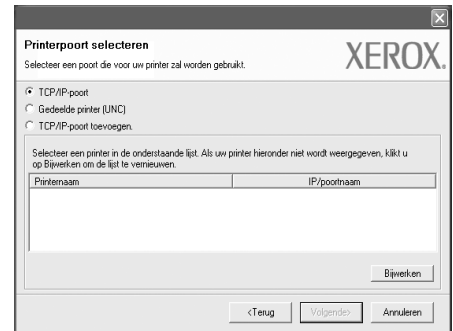 Printerpoort selecteren
Selecteer een poort die voor uw printer zal worden gebruikt.
XEROX.
TCP/IP-poort
Gedeelde printer (UNC)
TCP/IP-poort toevoegen.
Selecteer een printer in de onderstaande lijst. Als uw printer hieronder niet wordt weergegeven, klikt u
op Bijwerken om de lijst te vernieuwen.
Printernaam IP/poortnaam
Bijwerken
<Terug Volgende> Annuleren